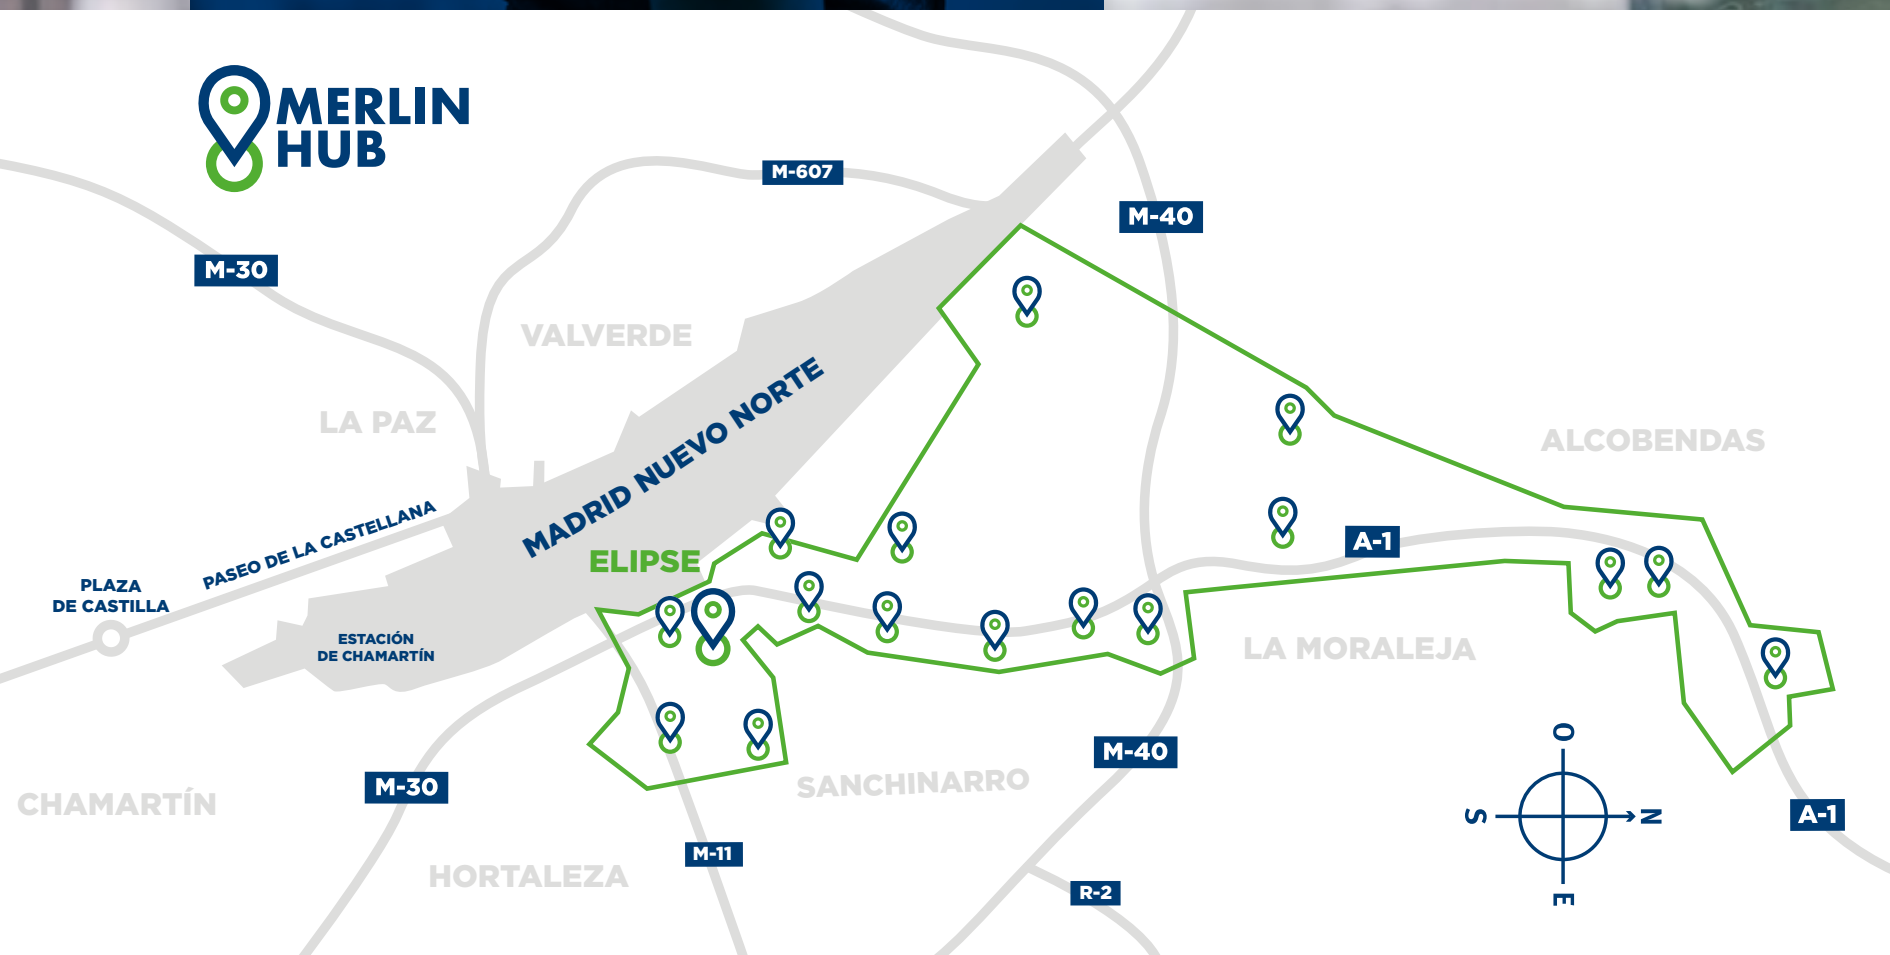 MERLIN
HUB
M-607
M-40
M-30
VALVERDE
LA PAZ
MADRID NUEVO NORTE
ALCOBENDAS
PASEO DE LA CASTELLANA
A-1
ELIPSE
PLAZA
DE CASTILLA
ESTACIÓN
DE CHAMARTÍN
LA MORALEJA
O
S
N
E
M-40
SANCHINARRO
M-30
CHAMARTÍN
A-1
M-11
HORTALEZA
R-2